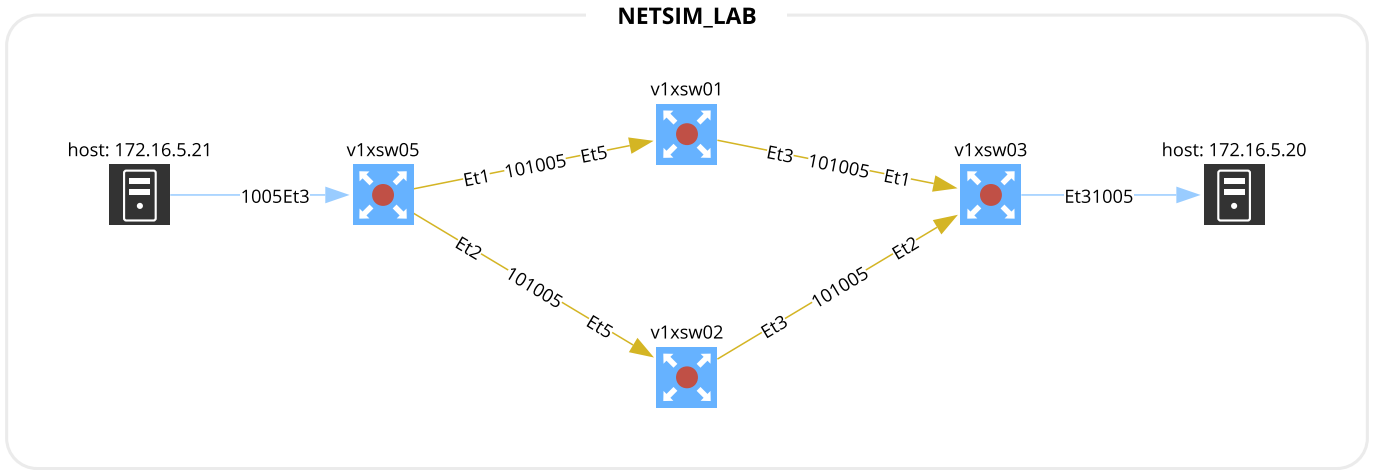 NETSIM_LAB
v1xsw01
host: 172.16.5.21
v1xsw05
v1xsw03
host: 172.16.5.20
Et1
101005
Et5
Et3
101005
Et1
1005Et3
Et31005
Et2
101005
Et5
Et3
101005
Et2
v1xsw02